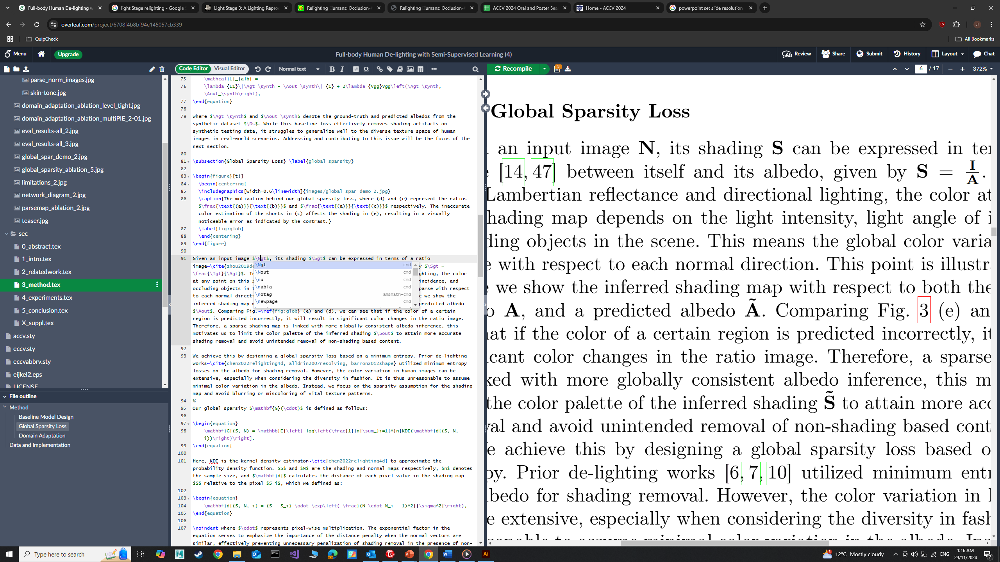 Full-body Human De-lighting w
light Stage relighting - Google S
Light Stage 3: A Lighting Repro
Relighting Humans: Occlusion-A
Relighting Humans: Occlusion-A
ACCV 2024 Oral and Poster Ses
Home - ACCV 2024
powerpoint set slide resolution
overleaf.com/project/6708f4b8bf94e145057cb339
J
QuipCheck
All Bookmarks
Menu
Upgrade
Full-body Human De-lighting with Semi-Supervised Learning (4)
Review
Share
Submit
History
Layout
Chat
Code Editor
Visual Editor
Normal text
B I
Recompile
3
6 / 17
372%
parse_norm_images.jpg
skin-tone.jpg
domain_adaptation_ablation_level_tight.jpg
domain_adaptation_ablation_multiPIE_2-01.jpg
eval_results-all_2.jpg
eval_results-all_3.jpg
global_spar_demo_2.jpg
global_sparsity_ablation_5.jpg
limitations_2.jpg
network_diagram_2.jpg
parsemap_ablation_2.jpg
teaser.jpg
sec
0_abstract.tex
1_intro.tex
2_relatedwork.tex
3_method.tex
4_experiments.tex
5_conclusion.tex
X_suppl.tex
accv.sty
eccv.sty
eccvabbrv.sty
eijkel2.eps
LICENSE
File outline
Method
Baseline Model Design
Global Sparsity Loss
Domain Adaptation
Data and Implementation
75 \mathcal{L}_{alb} =
76 \lambda_{L1}\|\Agt_\synth - \Aout_\synth\|_{1} + 2\lambda_{Vgg}Vgg\left(\Agt_\synth,
\Aout_\synth\right),
77 \end{equation}
78
79 where $\Agt_\synth$ and $\Aout_\synth$ denote the ground-truth and predicted albedos from the
synthetic dataset $\Ds$. While this baseline loss effectively removes shading artifacts on
synthetic testing data, it struggles to generalize well to the diverse texture space of human
images in real-world scenarios. Addressing and contributing to this issue will be the focus of the
next section.
80
81 \subsection{Global Sparsity Loss} \label{global_sparsity}
82
83 \begin{figure}[t!]
84 \begin{centering}
85 \includegraphics[width=0.6\linewidth]{images/global_spar_demo_2.jpg}
86 \caption{The motivation behind our global sparsity loss, where (d) and (e) represent the ratios
$\frac{\text{(a)}}{\text{(b)}}$ and $\frac{\text{(a)}}{\text{(c)}}$ respectively. The inaccurate
color estimation of the shorts in (c) affects the shading in (e), resulting in a visually
noticeable error as indicated by the contrast.}
87 \label{fig:glob}
88 \end{centering}
89 \end{figure}
90
91 Given an input image $\Ngt$, its shading $\Sgt$ can be expressed in terms of a ratio
image~\cite{zhou2019de y $\Sgt =
\frac{\Igt}{\Agt}$. In ghting, the color
at any point on this s incidence, and
occluding objects in t parse with respect
to each normal directi e we show the
inferred shading map w predicted albedo
\Ngt cmd
\Nout cmd
\nu cmd
\nabla cmd
\notag amsmath-cmd
\newpage cmd
$\Aout$. Comparing Fig.~\ref{fig:glob} (e) and (d), we can see that if the color of a certain
region is predicted incorrectly, it will result in significant color changes in the ratio image.
Therefore, a sparse shading map is linked with more globally consistent albedo inference, this
motivates us to limit the color palette of the inferred shading $\Sout$ to attain more accurate
shading removal and avoid unintended removal of non-shading based content.
92
93 We achieve this by designing a global sparsity loss based on a minimum entropy. Prior de-lighting
works~\cite{chen2022relighting4d, alldrin2007resolving, barron2012shape} utilized minimum entropy
losses on the albedo for shading removal. However, the color variation in human images can be
extensive, especially when considering the diversity in fashion. It is thus unreasonable to assume
minimal color variation in the albedo. Instead, we focus on the sparsity assumption for the shading
map and avoid blurring or miscoloring of vital texture patterns.
94 %
95 Our global sparsity $\mathbf{G}(\cdot)$ is defined as follows:
96
97 \begin{equation}
98 \mathbf{G}(S, N) = \mathbb{E}\left[-log\left(\frac{1}{n}\sum_{i=1}^{n}KDE(\mathbf{d}(S, N,
i))\right)\right].
99 \end{equation}
100
101 Here, KDE is the kernel density estimator~\cite{chen2022relighting4d} to approximate the
probability density function. $S$ and $N$ are the shading and normal maps respectively, $n$ denotes
the sample size, and $\mathbf{d}$ calculates the distance of each pixel value in the shading map
$S$ relative to the pixel $S_i$, which we defined as:
102
103 \begin{equation}
104 \mathbf{d}(S, N, i) = (S - S_i) \odot \exp\left(-\frac{(N \cdot N_i - 1)^2}{\sigma^2}\right),
105 \end{equation}
106
107 \noindent where $\odot$ represents pixel-wise multiplication. The exponential factor in the
equation serves to emphasize the importance of the distance penalty when the normal vectors are
similar, effectively preventing unnecessary penalization of shading removal in the presence of non-
Global Sparsity Loss
an input image N, its shading S can be expressed in ter
e [14, 47] between itself and its albedo, given by S = I/A.
Lambertian reflectance and directional lighting, the color at
hading map depends on the light intensity, light angle of i
ding objects in the scene. This means the global color varia
e with respect to each normal direction. This point is illustr
e we show the inferred shading map with respect to both the
o A, and a predicted albedo Ã. Comparing Fig. 3 (e) an
hat if the color of a certain region is predicted incorrectly, it
icant color changes in the ratio image. Therefore, a sparse
ked with more globally consistent albedo inference, this m
the color palette of the inferred shading S̃ to attain more acc
val and avoid unintended removal of non-shading based cont
e achieve this by designing a global sparsity loss based o
py. Prior de-lighting works [6, 7, 10] utilized minimum entr
lbedo for shading removal. However, the color variation in
e extensive, especially when considering the diversity in fash
Type here to search
12°C Mostly cloudy
ENG
1:16 AM
29/11/2024
7